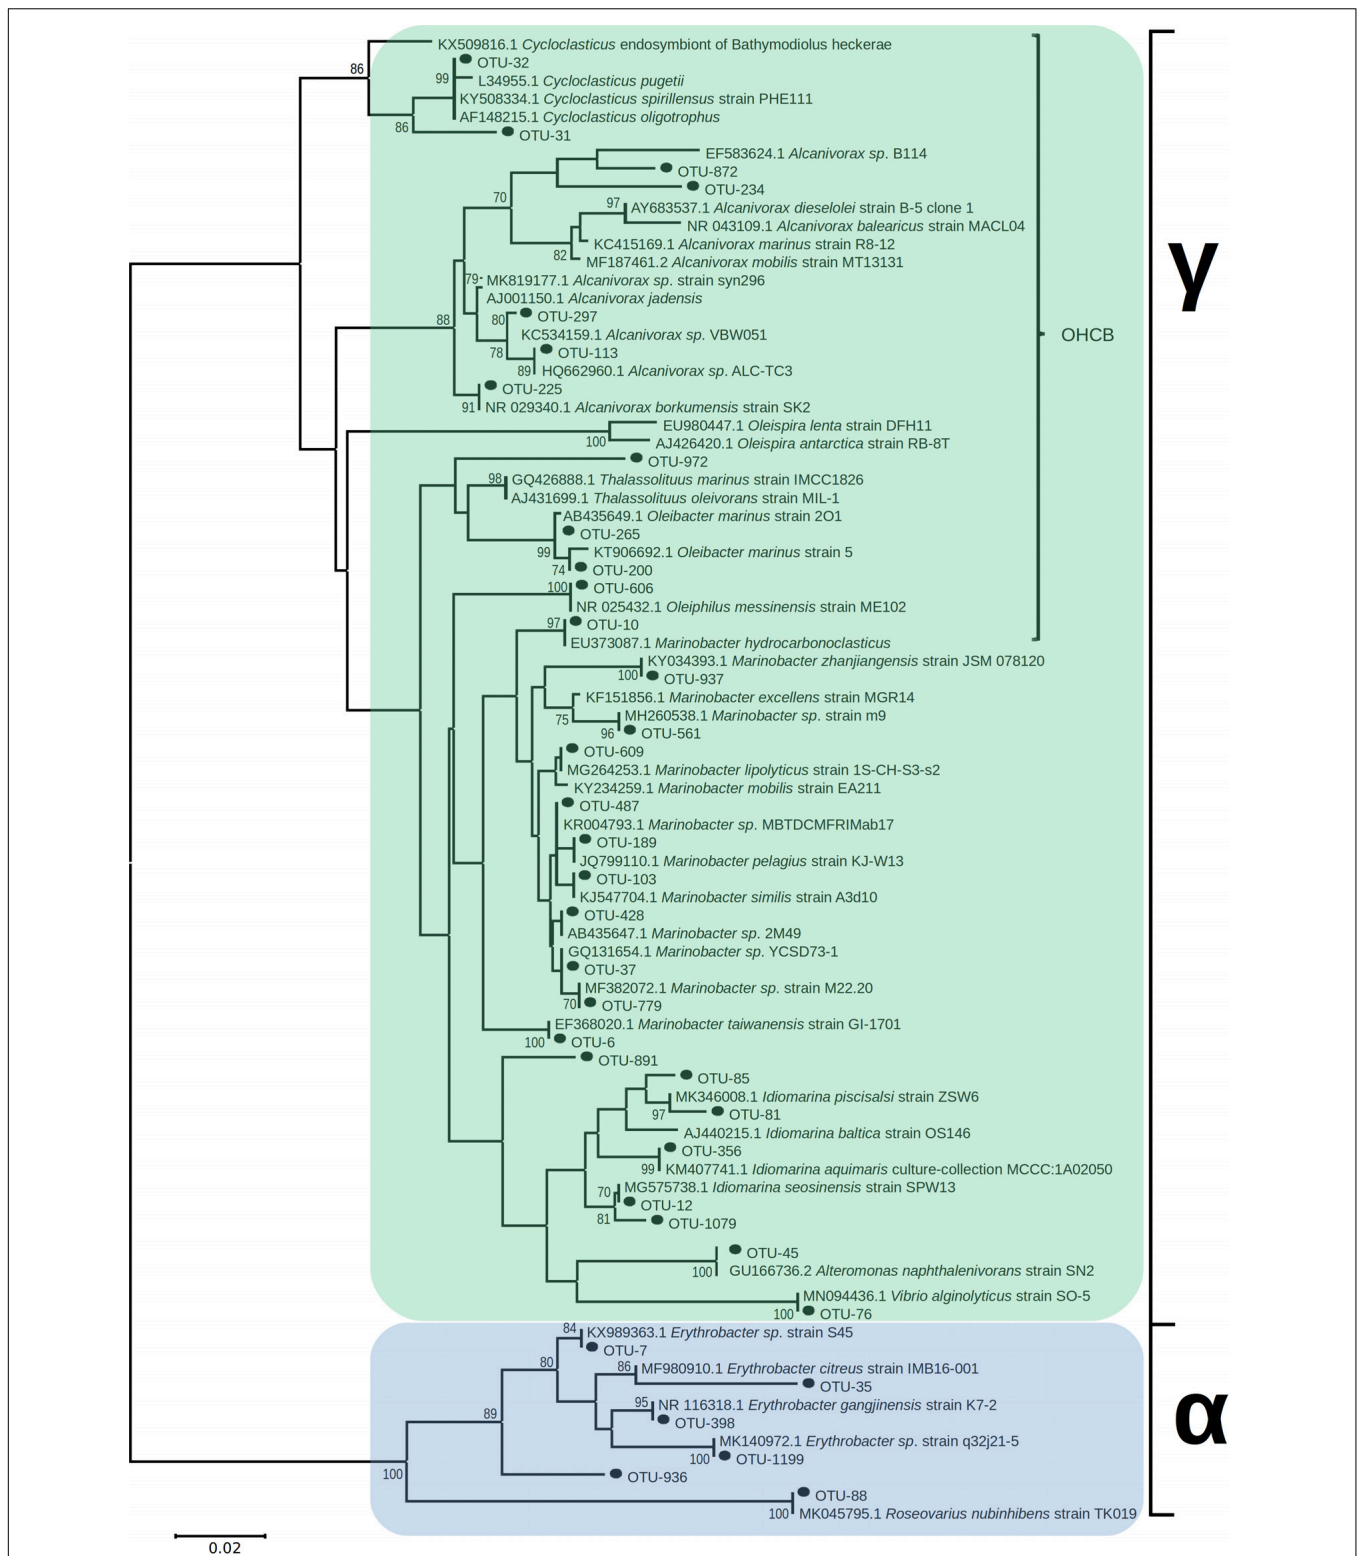 KX509816.1 Cycloclasticus endosymbiont of Bathymodiolus heckerae
86
OTU-32
99
L34955.1 Cycloclasticus pugetii
KY508334.1 Cycloclasticus spirillensus strain PHE111
AF148215.1 Cycloclasticus oligotrophus
86
OTU-31
EF583624.1 Alcanivorax sp. B114
OTU-872
OTU-234
70
97
AY683537.1 Alcanivorax dieselolei strain B-5 clone 1
NR 043109.1 Alcanivorax balearicus strain MACL04
KC415169.1 Alcanivorax marinus strain R8-12
82
MF187461.2 Alcanivorax mobilis strain MT13131
79
MK819177.1 Alcanivorax sp. strain syn296
AJ001150.1 Alcanivorax jadensis
88
80
OTU-297
KC534159.1 Alcanivorax sp. VBW051
78
OTU-113
89
HQ662960.1 Alcanivorax sp. ALC-TC3
OTU-225
91
NR 029340.1 Alcanivorax borkumensis strain SK2
EU980447.1 Oleispira lenta strain DFH11
100
AJ426420.1 Oleispira antarctica strain RB-8T
OTU-972
98
GQ426888.1 Thalassolituus marinus strain IMCC1826
AJ431699.1 Thalassolituus oleivorans strain MIL-1
AB435649.1 Oleibacter marinus strain 2O1
OTU-265
99
KT906692.1 Oleibacter marinus strain 5
74
OTU-200
100
OTU-606
NR 025432.1 Oleiphilus messinensis strain ME102
97
OTU-10
EU373087.1 Marinobacter hydrocarbonoclasticus
OHCB
KY034393.1 Marinobacter zhanjiangensis strain JSM 078120
100
OTU-937
KF151856.1 Marinobacter excellens strain MGR14
75
MH260538.1 Marinobacter sp. strain m9
96
OTU-561
OTU-609
MG264253.1 Marinobacter lipolyticus strain 1S-CH-S3-s2
KY234259.1 Marinobacter mobilis strain EA211
OTU-487
KR004793.1 Marinobacter sp. MBTDCMFRIMab17
OTU-189
JQ799110.1 Marinobacter pelagius strain KJ-W13
OTU-103
KJ547704.1 Marinobacter similis strain A3d10
OTU-428
AB435647.1 Marinobacter sp. 2M49
GQ131654.1 Marinobacter sp. YCSD73-1
OTU-37
MF382072.1 Marinobacter sp. strain M22.20
70
OTU-779
EF368020.1 Marinobacter taiwanensis strain GI-1701
100
OTU-6
OTU-891
OTU-85
MK346008.1 Idiomarina piscisalsi strain ZSW6
97
OTU-81
AJ440215.1 Idiomarina baltica strain OS146
OTU-356
99
KM407741.1 Idiomarina aquimaris culture-collection MCCC:1A02050
70
MG575738.1 Idiomarina seosinensis strain SPW13
OTU-12
81
OTU-1079
OTU-45
100
GU166736.2 Alteromonas naphthalenivorans strain SN2
MN094436.1 Vibrio alginolyticus strain SO-5
100
OTU-76
γ
84
KX989363.1 Erythrobacter sp. strain S45
OTU-7
80
86
MF980910.1 Erythrobacter citreus strain IMB16-001
OTU-35
89
95
NR 116318.1 Erythrobacter gangjinensis strain K7-2
OTU-398
MK140972.1 Erythrobacter sp. strain q32j21-5
100
OTU-1199
100
OTU-936
OTU-88
100
MK045795.1 Roseovarius nubinhibens strain TK019
α
0.02